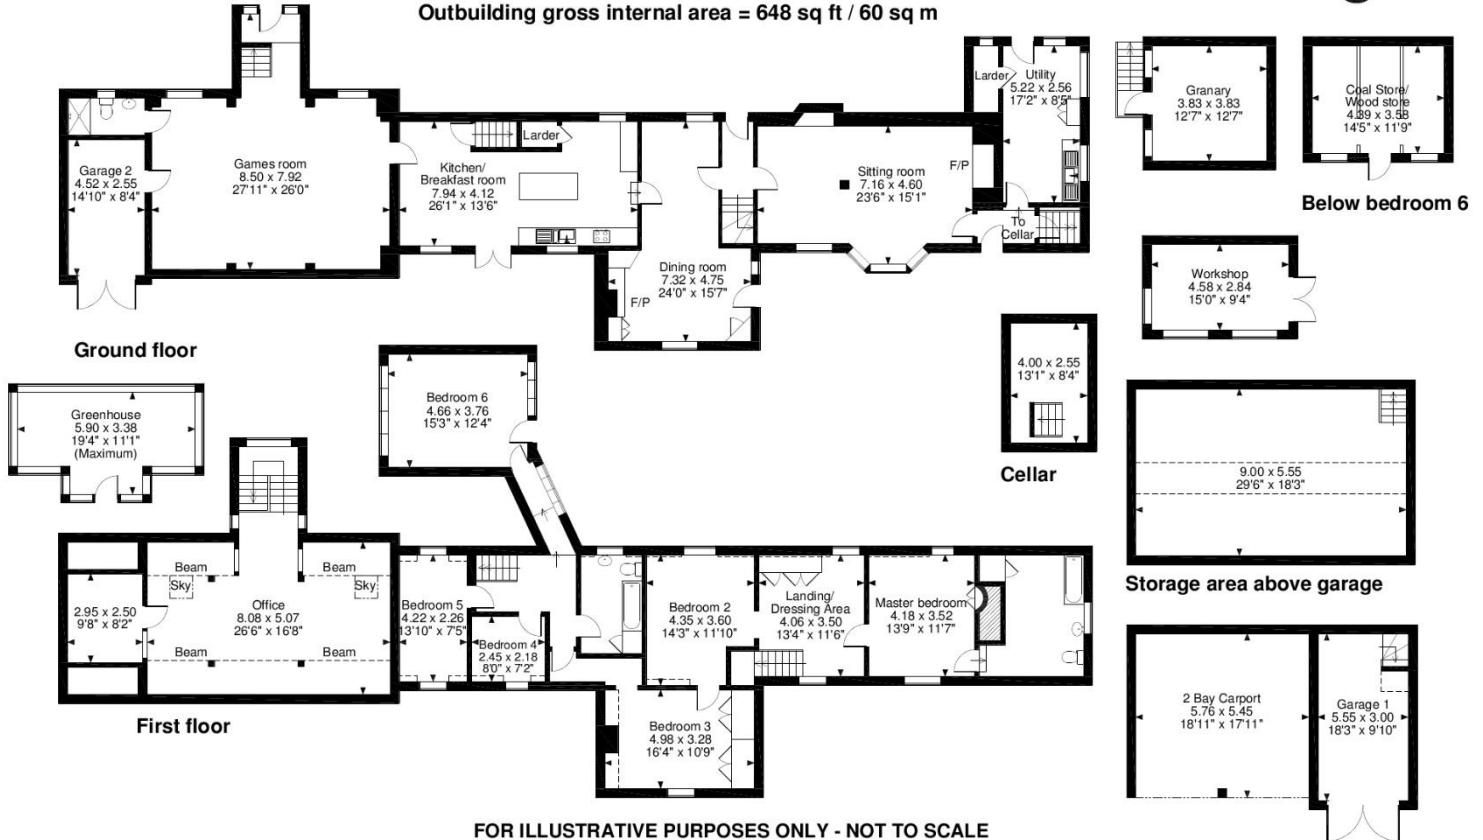 Outbuilding gross internal area = 648 sq ft / 60 sq m
Larder
Utility
5.22 x 2.56
17'2" x 8'5"
Granary
3.83 x 3.83
12'7" x 12'7"
Coal Store/
Wood store
4.39 x 3.58
14'5" x 11'9"
Below bedroom 6
Garage 2
4.52 x 2.55
14'10" x 8'4"
Games room
8.50 x 7.92
27'11" x 26'0"
Larder
Kitchen/
Breakfast room
7.94 x 4.12
26'1" x 13'6"
Sitting room
7.16 x 4.60
23'6" x 15'1"
F/P
To
Cellar
Dining room
7.32 x 4.75
24'0" x 15'7"
F/P
Workshop
4.58 x 2.84
15'0" x 9'4"
Ground floor
4.00 x 2.55
13'1" x 8'4"
Cellar
Greenhouse
5.90 x 3.38
19'4" x 11'1"
(Maximum)
Bedroom 6
4.66 x 3.76
15'3" x 12'4"
9.00 x 5.55
29'6" x 18'3"
Storage area above garage
Beam
Beam
Sky
Sky
2.95 x 2.50
9'8" x 8'2"
Office
8.08 x 5.07
26'6" x 16'8"
Beam
Beam
Bedroom 5
4.22 x 2.26
13'10" x 7'5"
Bedroom 4
2.45 x 2.18
8'0" x 7'2"
Bedroom 2
4.35 x 3.60
14'3" x 11'10"
Landing/
Dressing Area
4.06 x 3.50
13'4" x 11'6"
Master bedroom
4.18 x 3.52
13'9" x 11'7"
First floor
Bedroom 3
4.98 x 3.28
16'4" x 10'9"
2 Bay Carport
5.76 x 5.45
18'11" x 17'11"
Garage 1
5.55 x 3.00
18'3" x 9'10"
FOR ILLUSTRATIVE PURPOSES ONLY - NOT TO SCALE